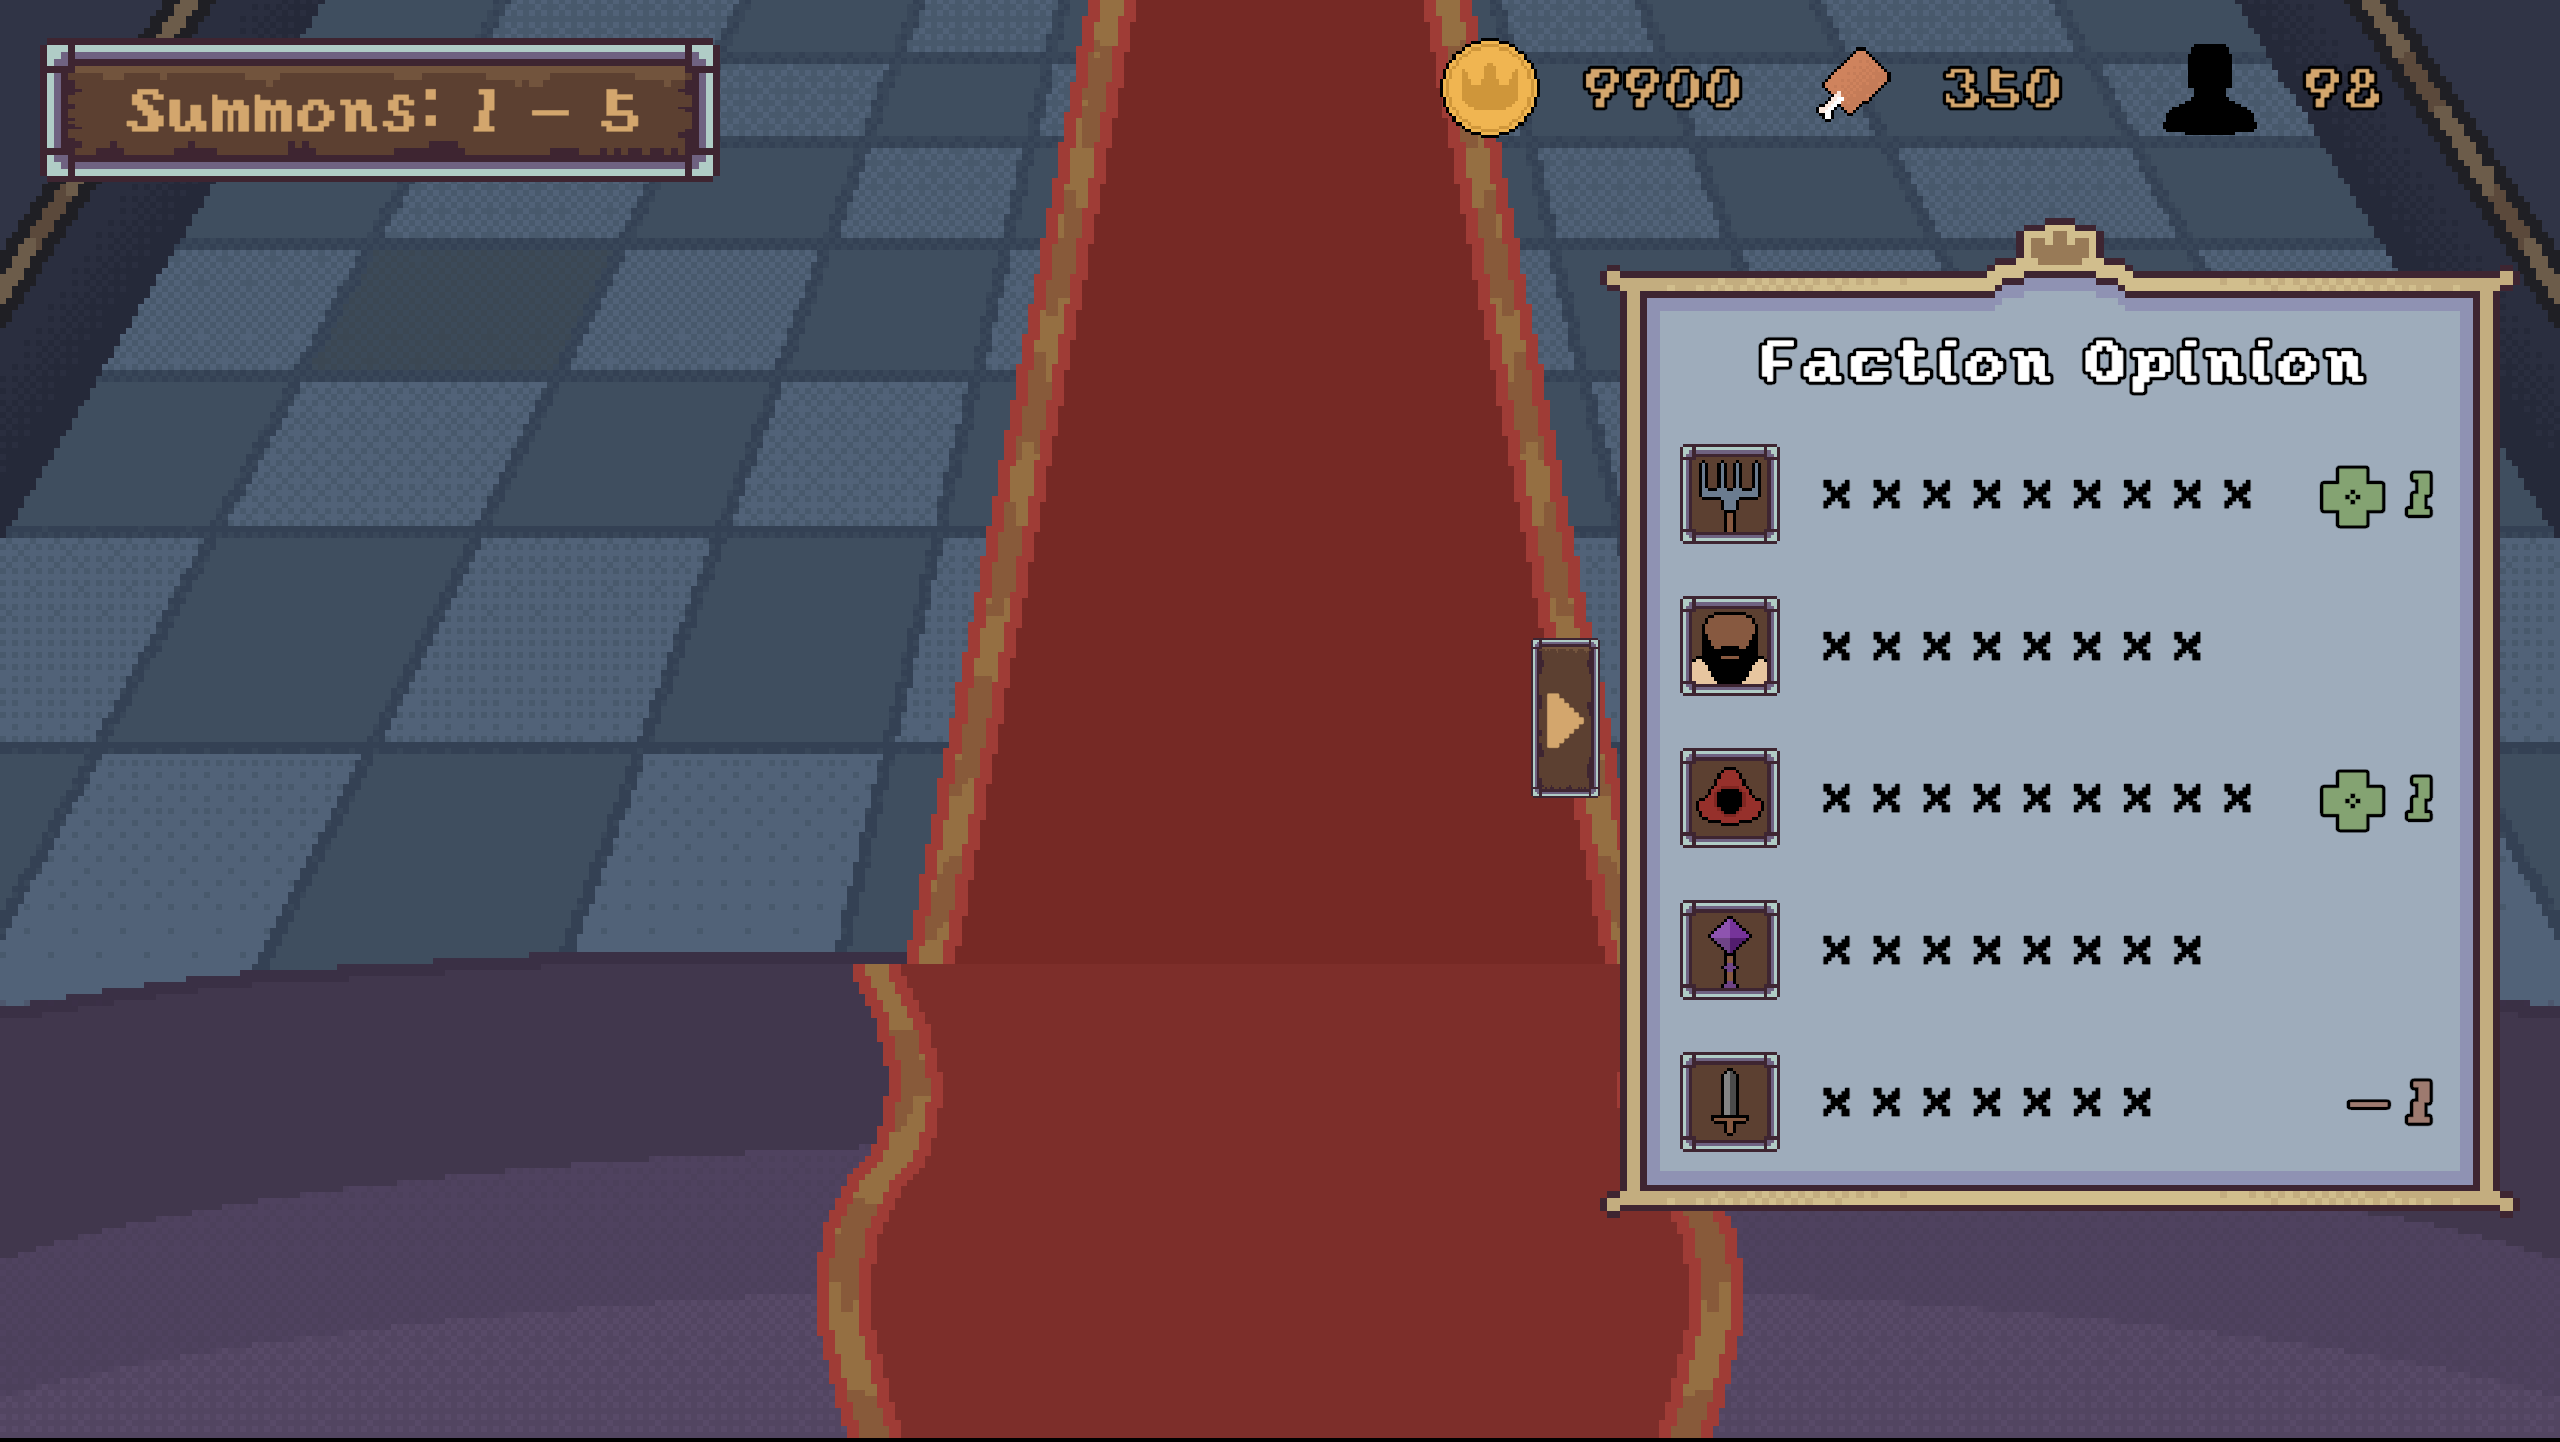 Summons: 1 - 5
9900 350 98
Faction Opinion
x x x x x x x x x + 1
x x x x x x x x
x x x x x x x x x + 1
x x x x x x x x
x x x x x x x - 1